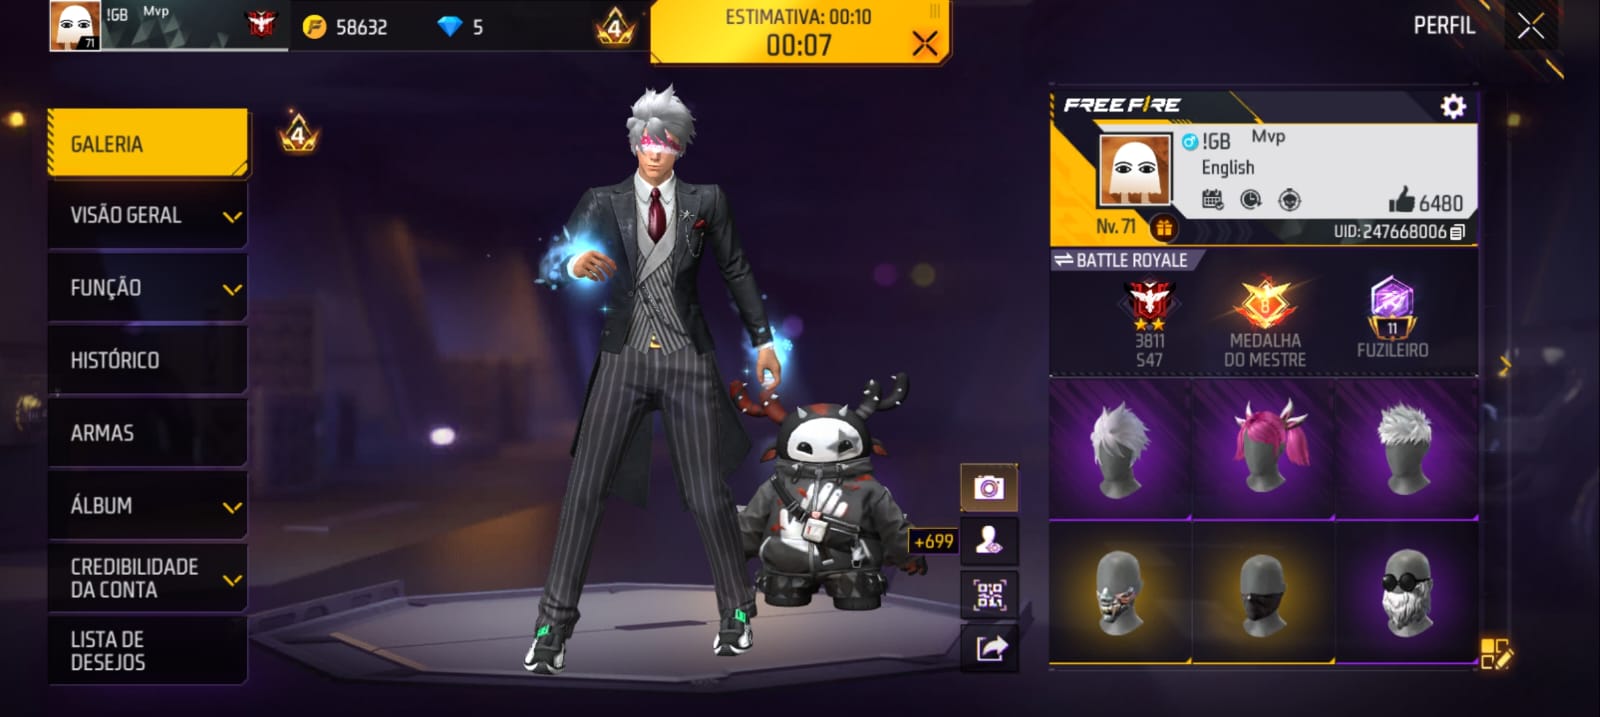 !GB Mvp
71
58632
5
4
ESTIMATIVA: 00:10
00:07
PERFIL
GALERIA
4
VISÃO GERAL
FUNÇÃO
HISTÓRICO
ARMAS
ÁLBUM
CREDIBILIDADE
DA CONTA
LISTA DE
DESEJOS
+699
FREE FIRE
!GB Mvp
English
6480
Nv. 71
UID: 247668006
BATTLE ROYALE
3811
S47
8
MEDALHA
DO MESTRE
11
FUZILEIRO